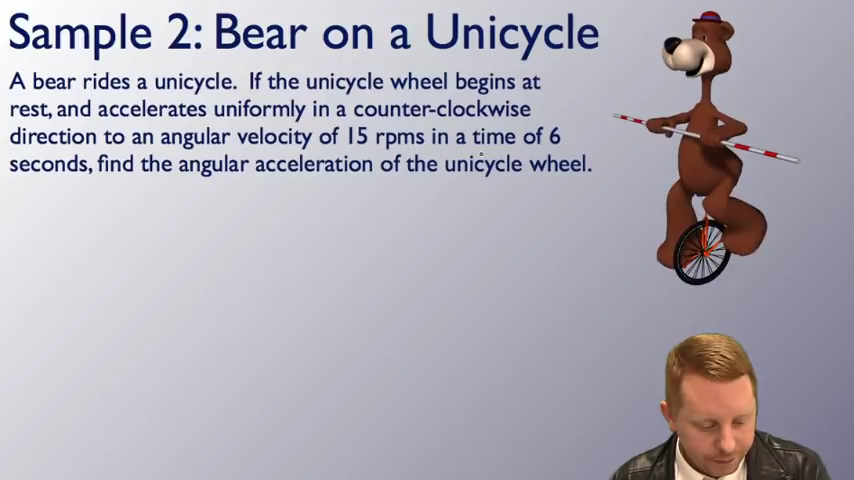 Sample 2: Bear on a Unicycle
A bear rides a unicycle. If the unicycle wheel begins at
rest, and accelerates uniformly in a counter-clockwise
direction to an angular velocity of 15 rpms in a time of 6
seconds, find the angular acceleration of the unicycle wheel.